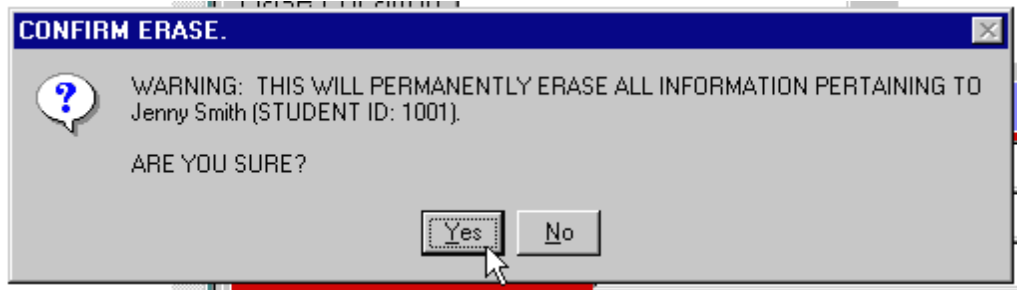 CONFIRM ERASE.
WARNING:  THIS WILL PERMANENTLY ERASE ALL INFORMATION PERTAINING TO
Jenny Smith (STUDENT ID: 1001).
ARE YOU SURE?
Yes
No